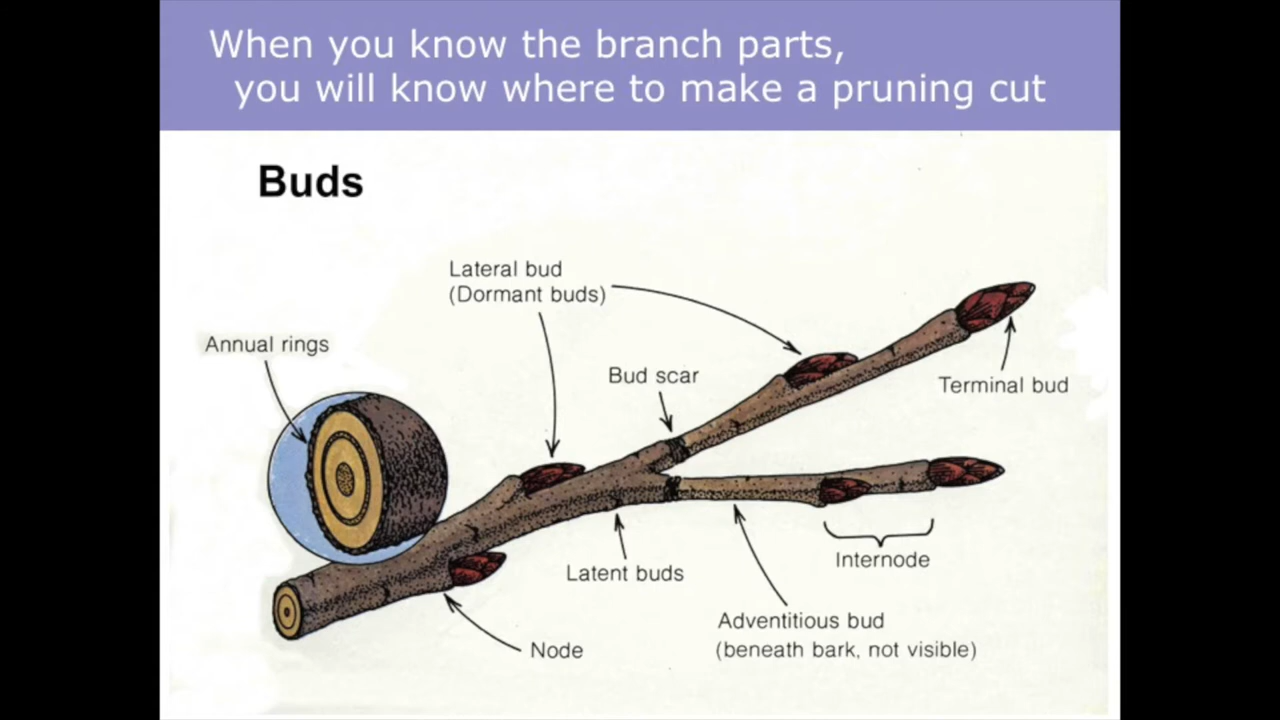 When you know the branch parts,
you will know where to make a pruning cut
Buds
Lateral bud
(Dormant buds)
Annual rings
Bud scar
Terminal bud
Internode
Latent buds
Adventitious bud
(beneath bark, not visible)
Node